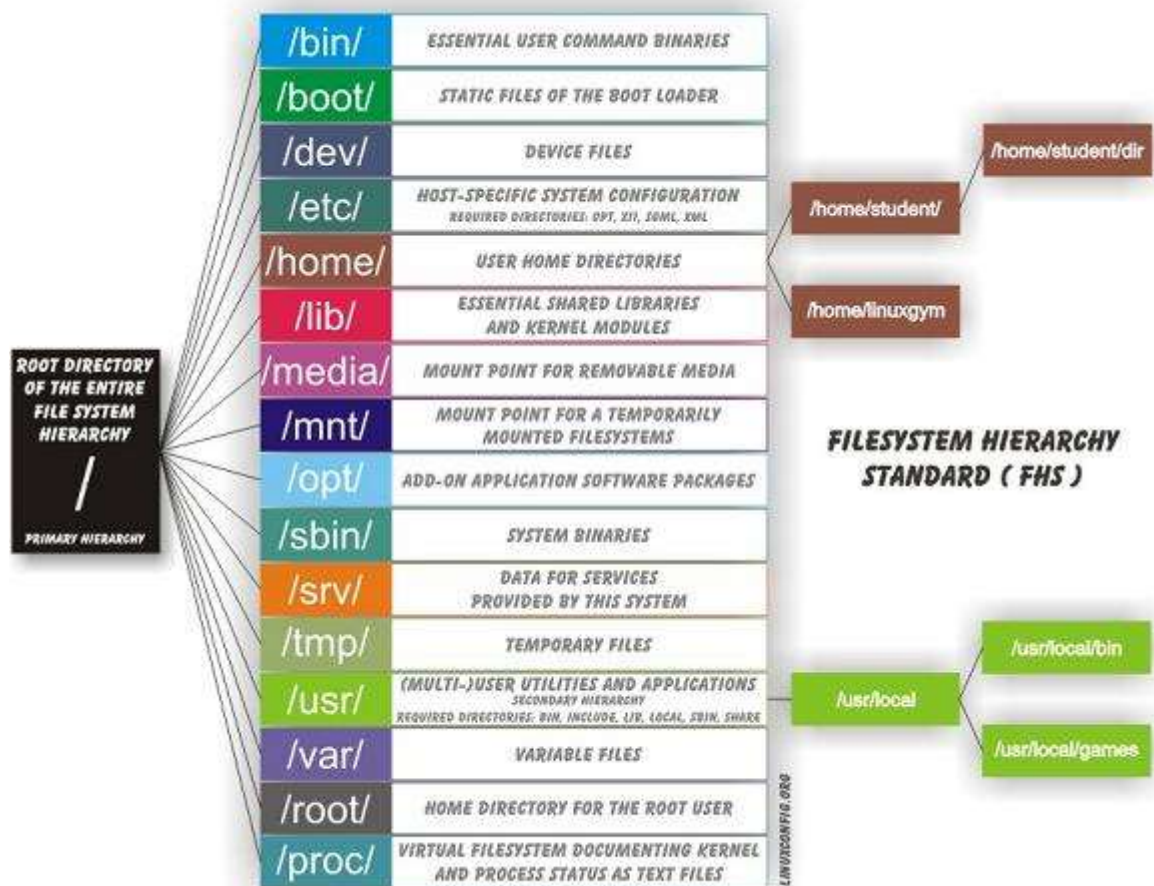 /bin/
ESSENTIAL USER COMMAND BINARIES
/boot/
STATIC FILES OF THE BOOT LOADER
/dev/
DEVICE FILES
/etc/
HOST-SPECIFIC SYSTEM CONFIGURATION
REQUIRED DIRECTORIES: OPT, X11, SGML, XML
/home/
USER HOME DIRECTORIES
/home/student/
/home/student/dir
/home/linuxgym
/lib/
ESSENTIAL SHARED LIBRARIES
AND KERNEL MODULES
/media/
MOUNT POINT FOR REMOVABLE MEDIA
/mnt/
MOUNT POINT FOR A TEMPORARILY
MOUNTED FILESYSTEMS
ROOT DIRECTORY
OF THE ENTIRE
FILE SYSTEM
HIERARCHY
/
PRIMARY HIERARCHY
FILESYSTEM HIERARCHY
STANDARD ( FHS )
/opt/
ADD-ON APPLICATION SOFTWARE PACKAGES
/sbin/
SYSTEM BINARIES
/srv/
DATA FOR SERVICES
PROVIDED BY THIS SYSTEM
/tmp/
TEMPORARY FILES
/usr/
(MULTI-)USER UTILITIES AND APPLICATIONS
SECONDARY HIERARCHY
REQUIRED DIRECTORIES: BIN, INCLUDE, LIB, LOCAL, SBIN, SHARE
/usr/local
/usr/local/bin
/usr/local/games
/var/
VARIABLE FILES
/root/
HOME DIRECTORY FOR THE ROOT USER
/proc/
VIRTUAL FILESYSTEM DOCUMENTING KERNEL
AND PROCESS STATUS AS TEXT FILES
LINUXCONFIG.ORG